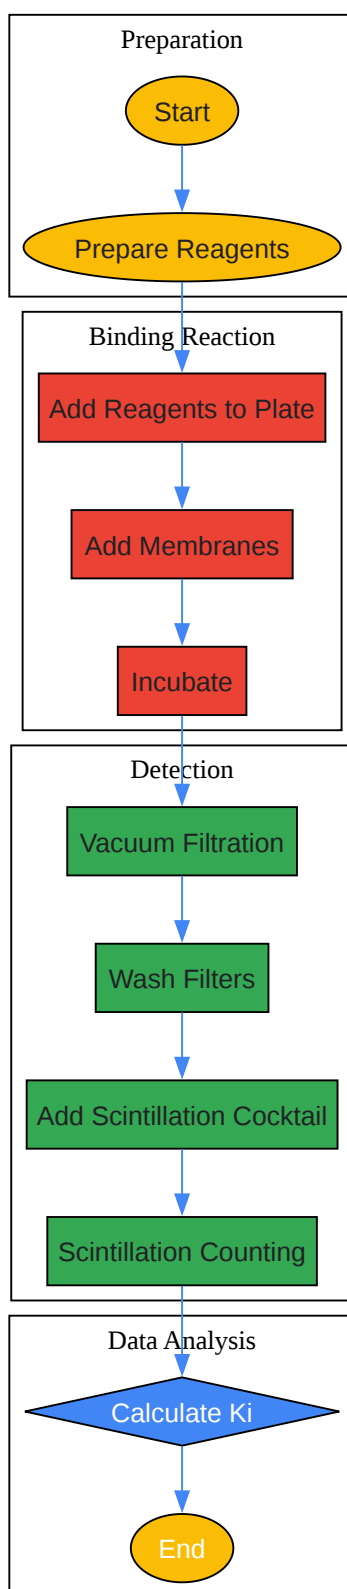 Preparation
Start
Prepare Reagents
Binding Reaction
Add Reagents to Plate
Add Membranes
Incubate
Detection
Vacuum Filtration
Wash Filters
Add Scintillation Cocktail
Scintillation Counting
Data Analysis
Calculate Ki
End